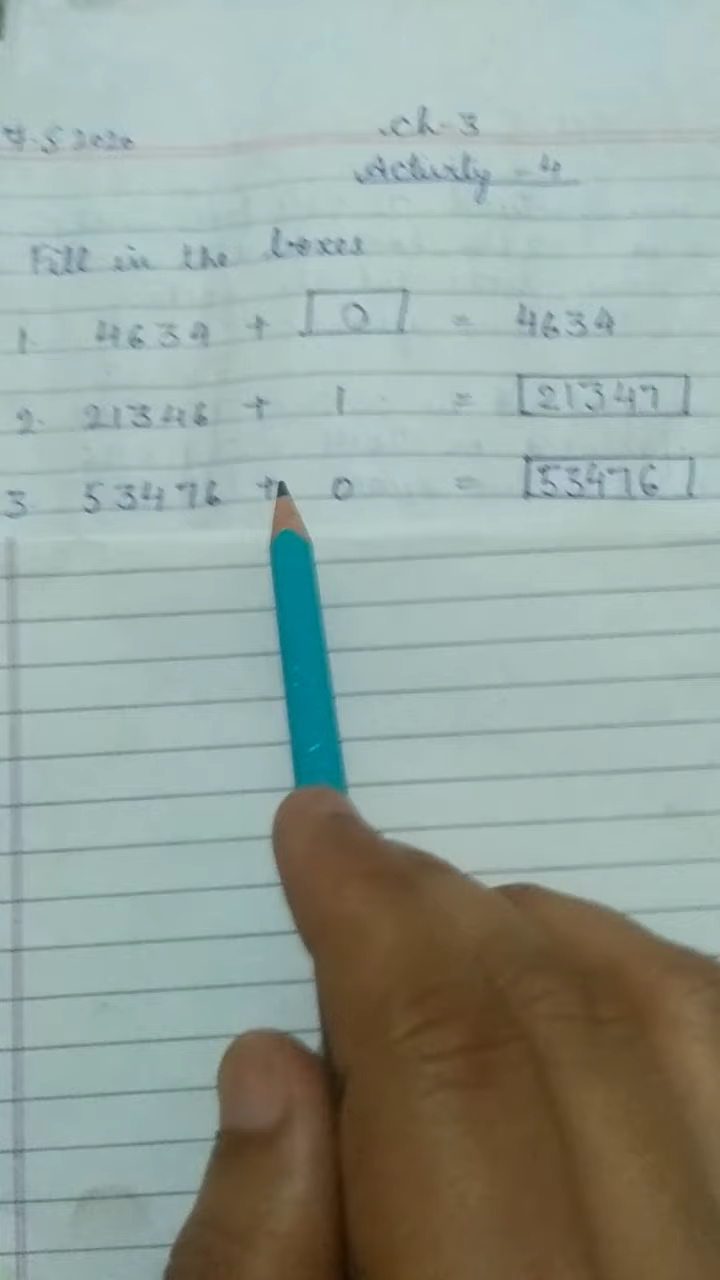 7.5.2020 ch-3
Activity - 4
Fill in the boxes
1. 4634 + 0 = 4634
2. 21346 + 1 = 21347
3. 53476 + 0 = 53476